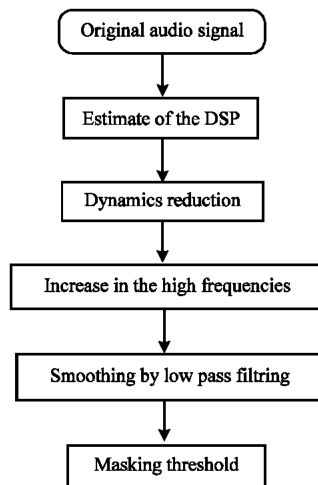 Original audio signal
Estimate of the DSP
Dynamics reduction
Increase in the high frequencies
Smoothing by low pass filtring
Masking threshold